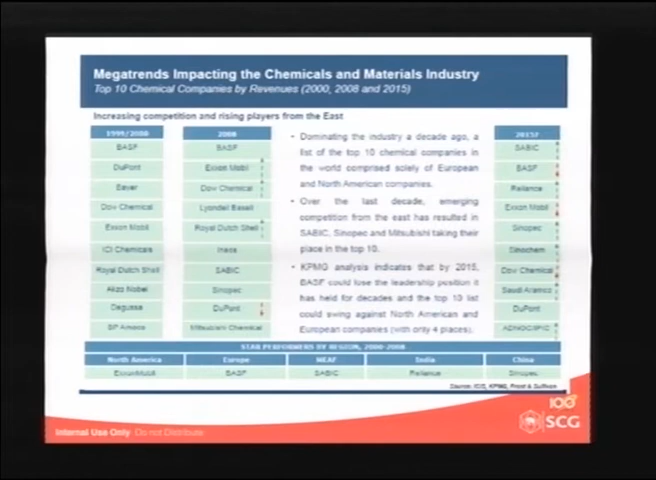 Megatrends Impacting the Chemicals and Materials Industry
Top 10 Chemical Companies by Revenues (2000, 2008 and 2015)
Increasing competition and rising players from the East
1999/2000
BASF
DuPont
Bayer
Dow Chemical
Exxon Mobil
ICI Chemicals
Royal Dutch Shell
Akzo Nobel
Degussa
BP Amoco
2008
BASF
Exxon Mobil
Dow Chemical
Lyondell Basell
Royal Dutch Shell
Ineos
SABIC
Sinopec
DuPont
Mitsubishi Chemical
• Dominating the industry a decade ago, a
list of the top 10 chemical companies in
the world comprised solely of European
and North American companies.
• Over the last decade, emerging
competition from the east has resulted in
SABIC, Sinopec and Mitsubishi taking their
place in the top 10.
• KPMG analysis indicates that by 2015,
BASF could lose the leadership position it
has held for decades and the top 10 list
could swing against North American and
European companies (with only 4 places).
SABIC
BASF
Reliance
Exxon Mobil
Sinopec
Sinochem
Dow Chemical
Saudi Aramco
DuPont
ADNOC/IPIC
STAR PERFORMERS BY REGION, 2000-2008
North America Europe MEAF India China
ExxonMobil BASF SABIC Reliance Sinopec
Source: ICIS, KPMG, Frost & Sullivan
100
SCG
Internal Use Only Do not Distribute